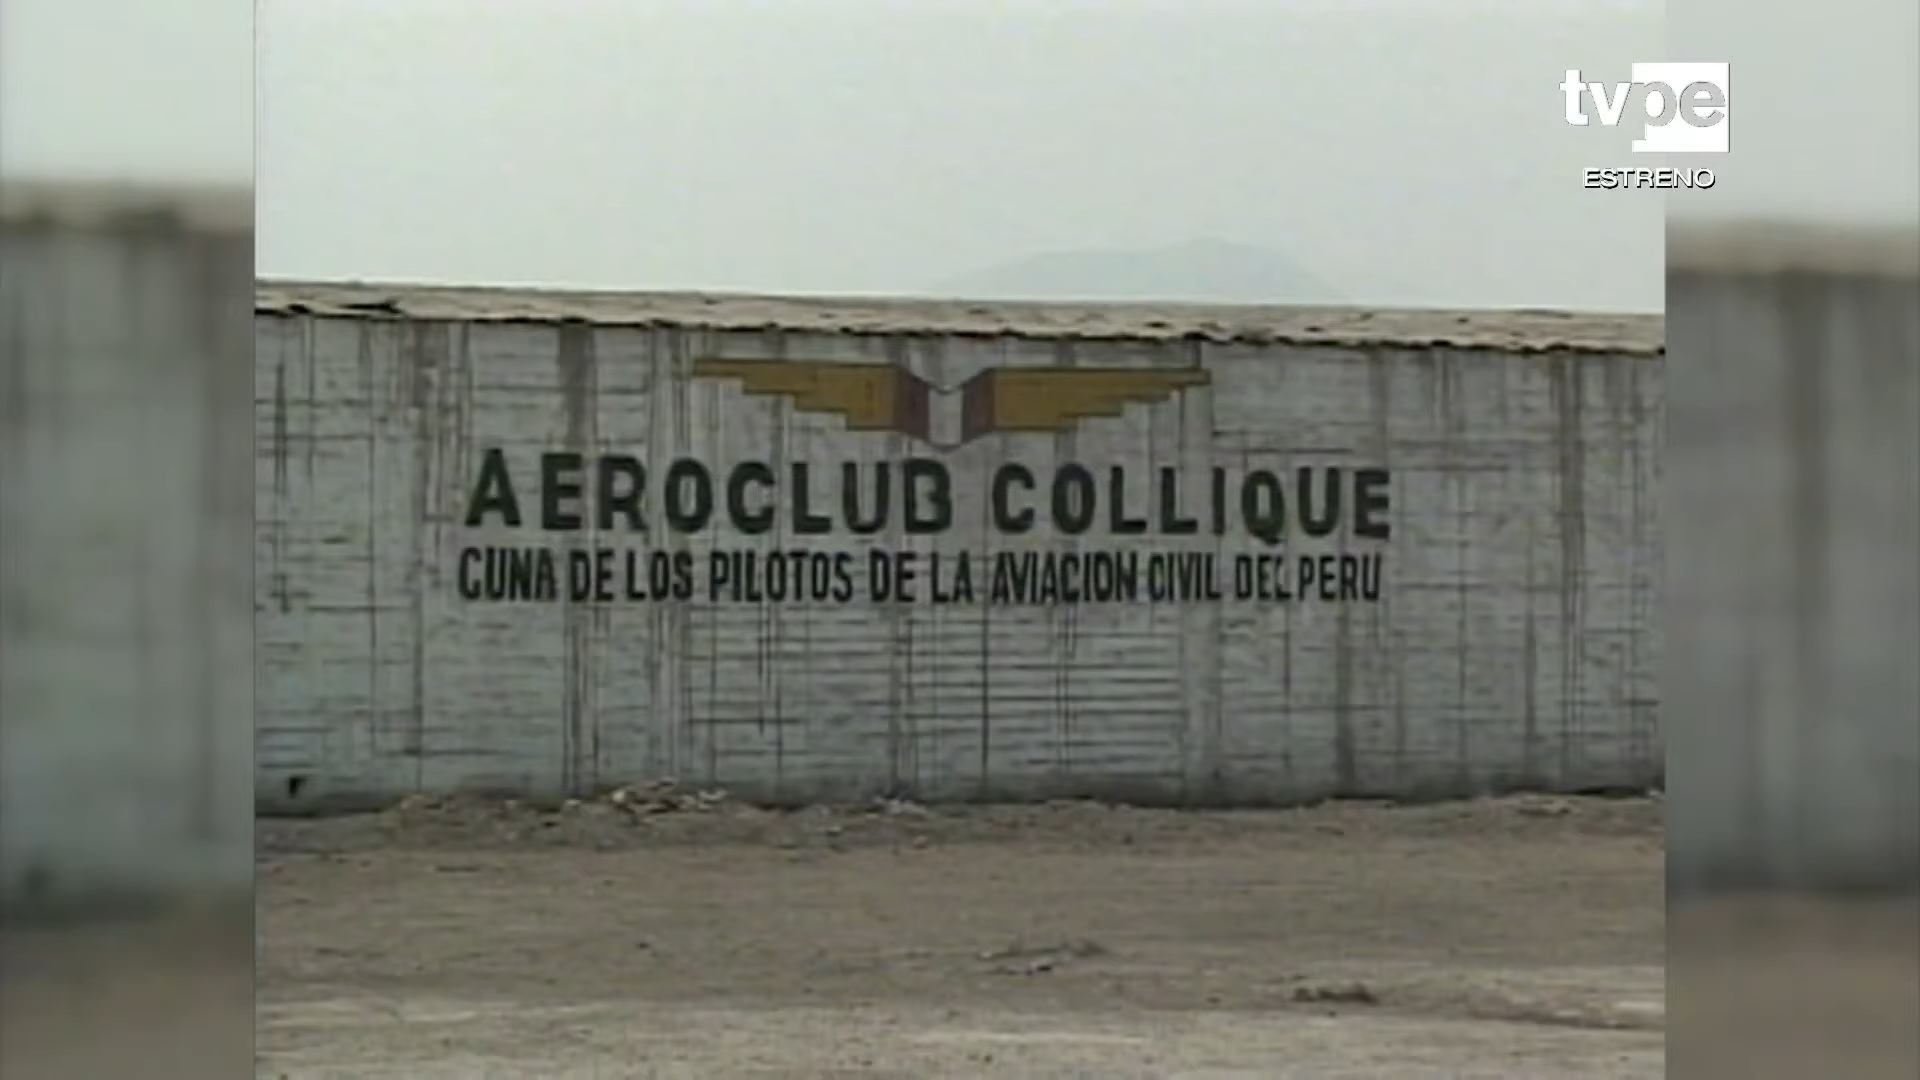 tvpe
ESTRENO
AEROCLUB COLLIQUE
CUNA DE LOS PILOTOS DE LA AVIACION CIVIL DEL PERU